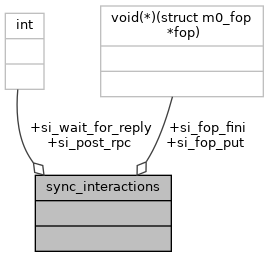 int
void(*)(struct m0_fop
*fop)
+si_wait_for_reply
+si_post_rpc
+si_fop_fini
+si_fop_put
sync_interactions